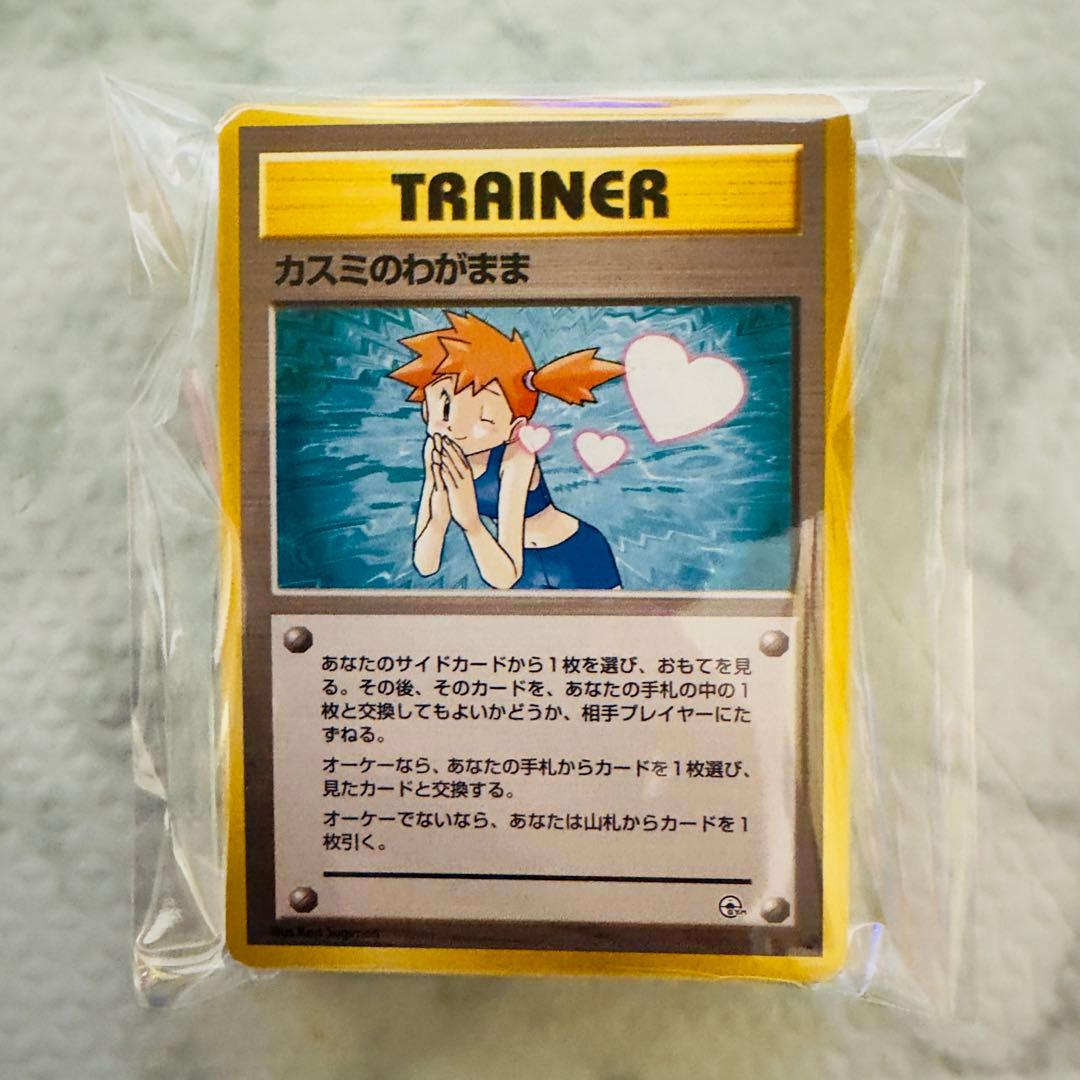 TRAINER
カスミのわがまま
あなたのサイドカードから1枚を選び、おもてを見
る。その後、そのカードを、あなたの手札の中の1
枚と交換してもよいかどうか、相手プレイヤーにた
ずねる。
オーケーなら、あなたの手札からカードを1枚選び、
見たカードと交換する。
オーケーでないなら、あなたは山札からカードを1
枚引く。
GYM
Illus. Ken Sugimori